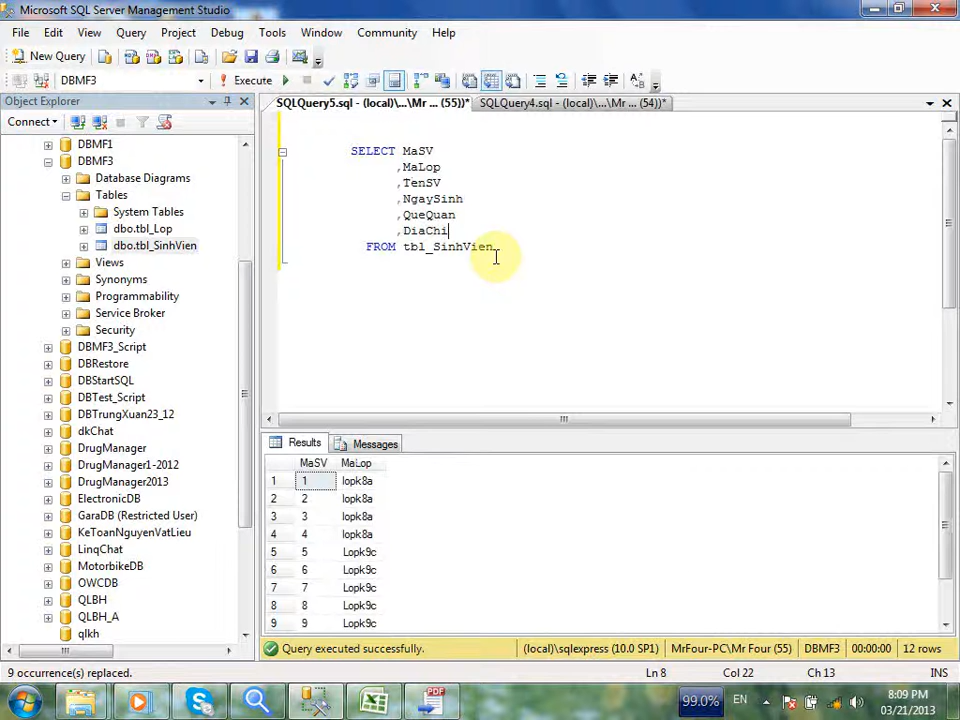 Microsoft SQL Server Management Studio
File Edit View Query Project Debug Tools Window Community Help
New Query
DBMF3 Execute
Object Explorer
SQLQuery5.sql - (local)\...\Mr ... (55))*
SQLQuery4.sql - (local)\...\Mr ... (54))*
Connect
DBMF1
DBMF3
Database Diagrams
Tables
System Tables
dbo.tbl_Lop
dbo.tbl_SinhVien
Views
Synonyms
Programmability
Service Broker
Security
DBMF3_Script
DBRestore
DBStartSQL
DBTest_Script
DBTrungXuan23_12
dkChat
DrugManager
DrugManager1-2012
DrugManager2013
ElectronicDB
GaraDB (Restricted User)
KeToanNguyenVatLieu
LinqChat
MotorbikeDB
OWCDB
QLBH
QLBH_A
qlkh
SELECT MaSV
,MaLop
,TenSV
,NgaySinh
,QueQuan
,DiaChi
FROM tbl_SinhVien
Results Messages
MaSV MaLop
1 1 lopk8a
2 2 lopk8a
3 3 lopk8a
4 4 lopk8a
5 5 Lopk9c
6 6 Lopk9c
7 7 Lopk9c
8 8 Lopk9c
9 9 Lopk9c
Query executed successfully. (local)\sqlexpress (10.0 SP1) MrFour-PC\Mr Four (55) DBMF3 00:00:00 12 rows
9 occurrence(s) replaced. Ln 8 Col 22 Ch 13 INS
PDF
99.0% EN 8:09 PM
03/21/2013